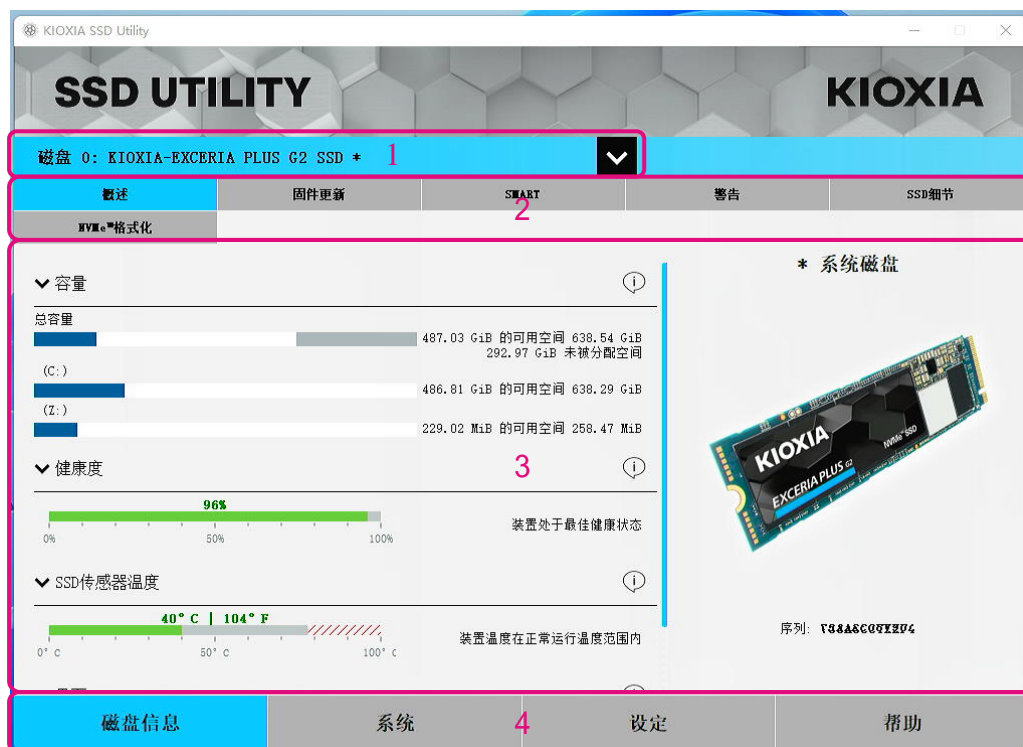 KIOXIA SSD Utility
SSD UTILITY
KIOXIA
磁盘 0: KIOXIA-EXCERIA PLUS G2 SSD *
1
概述
固件更新
SMART
警告
SSD细节
2
NVMe™格式化
* 系统磁盘
容量
总容量
487.03 GiB 的可用空间 638.54 GiB
292.97 GiB 未被分配空间
(C:)
486.81 GiB 的可用空间 638.29 GiB
(Z:)
229.02 MiB 的可用空间 258.47 MiB
KIOXIA
NVMe™ SSD
EXCERIA PLUS G2
健康度
3
96%
0%
50%
100%
装置处于最佳健康状态
SSD传感器温度
40° C | 104° F
0° C
50° C
100° C
装置温度在正常运行温度范围内
序列:
磁盘信息
系统
4
设定
帮助